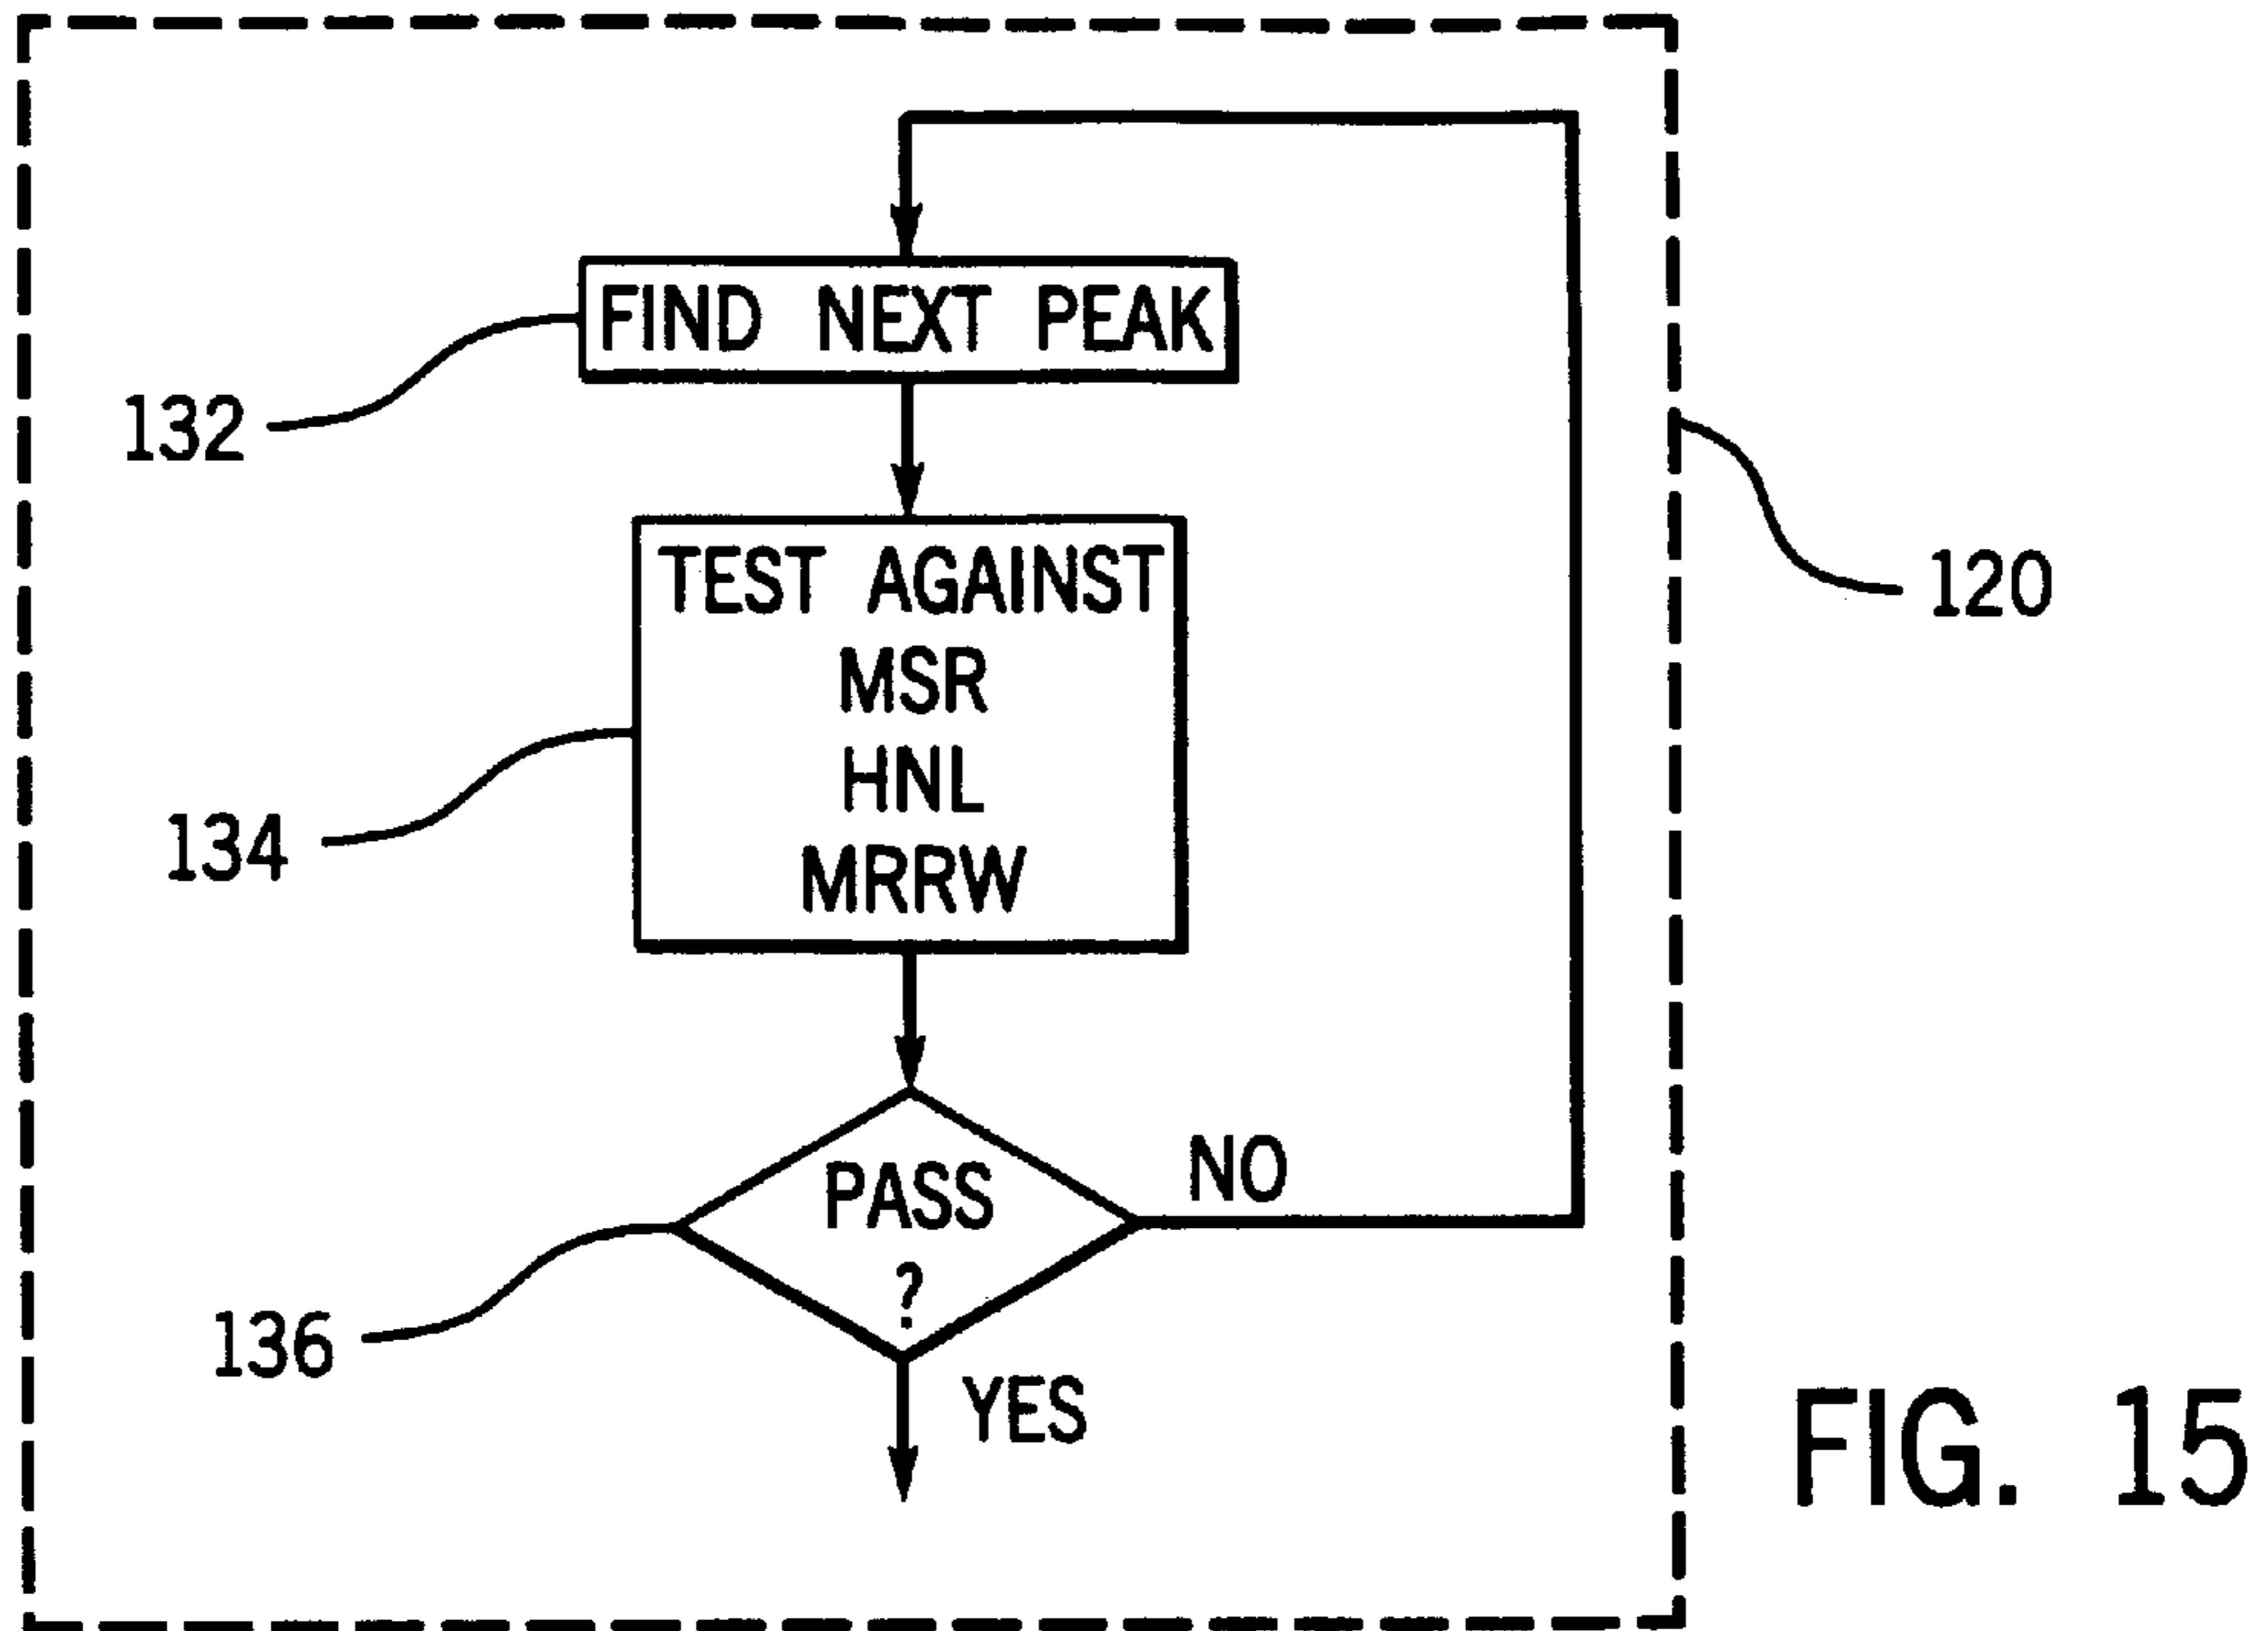 FIND NEXT PEAK
132
TEST AGAINST
MSR
HNL
MRRW
120
134
PASS
?
NO
136
YES
FIG. 15